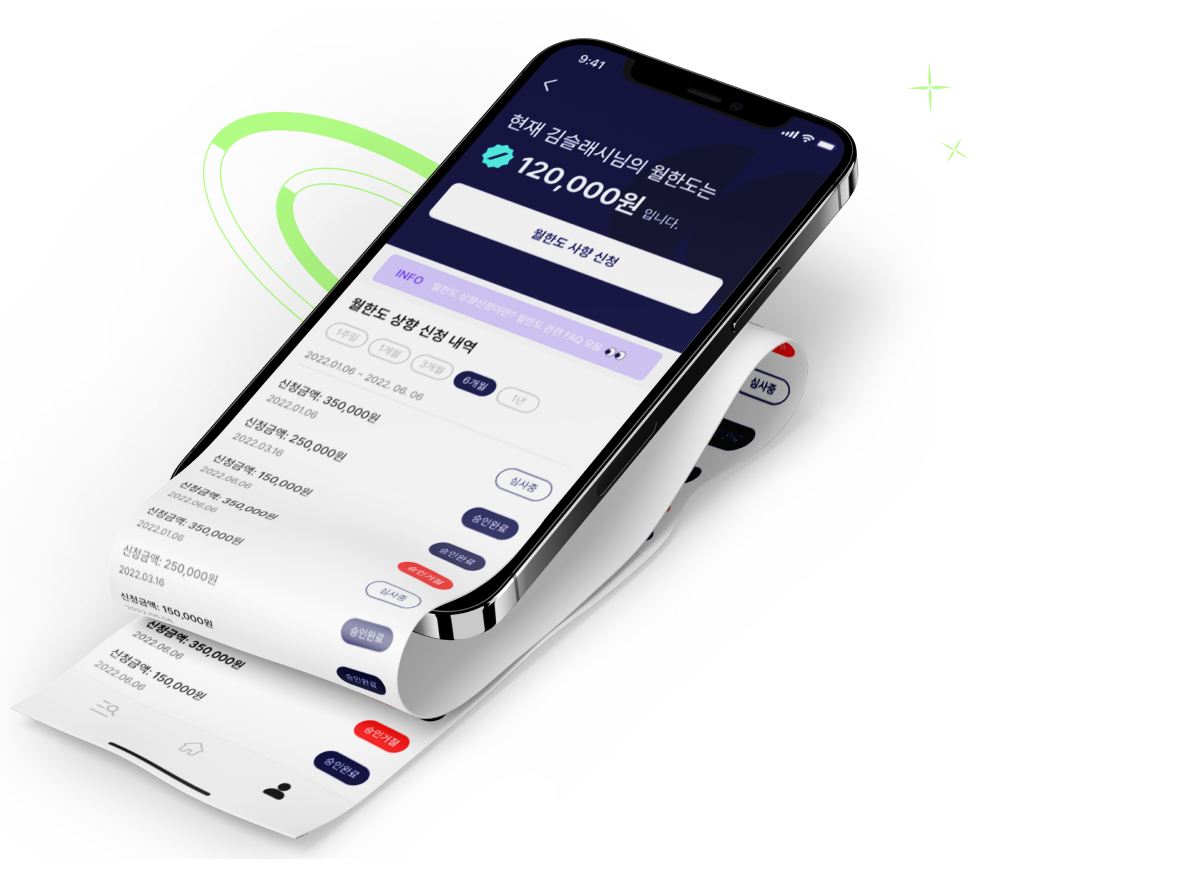 9:41
현재 김슬래시님의 월한도는
120,000원 입니다.
월한도 사향 신청
INFO 월한도 상향신청이란? 월한도 관련 FAQ 모음
월한도 상향 신청 내역
1주일 1개월 3개월 6개월 1년
2022.01.06 ~ 2022. 06. 06
신청금액: 350,000원
2022.01.06
심사중
신청금액: 250,000원
2022.03.16
승인완료
신청금액: 150,000원
2022.06.06
승인완료
신청금액: 350,000원
2022.06.06
승인거절
신청금액: 350,000원
2022.01.06
심사중
신청금액: 250,000원
2022.03.16
승인완료
신청금액: 150,000원
2022.06.06
승인완료
신청금액: 350,000원
2022.06.06
승인거절
신청금액: 150,000원
2022.06.06
승인완료
심사중